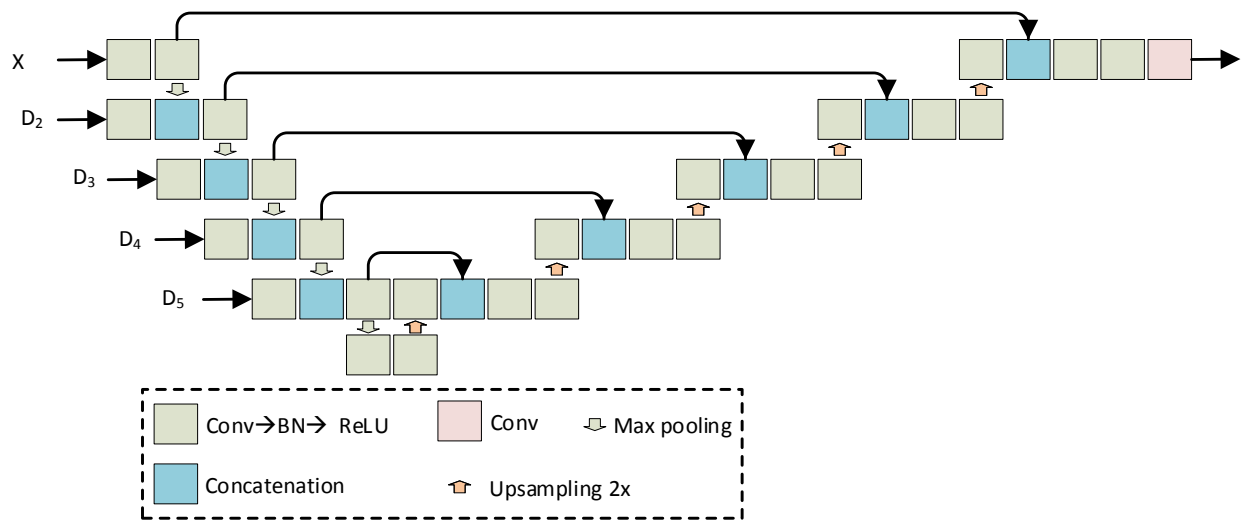 X
D₂
D₃
D₄
D₅
Conv→BN→ ReLU
Conv
Max pooling
Concatenation
Upsampling 2x